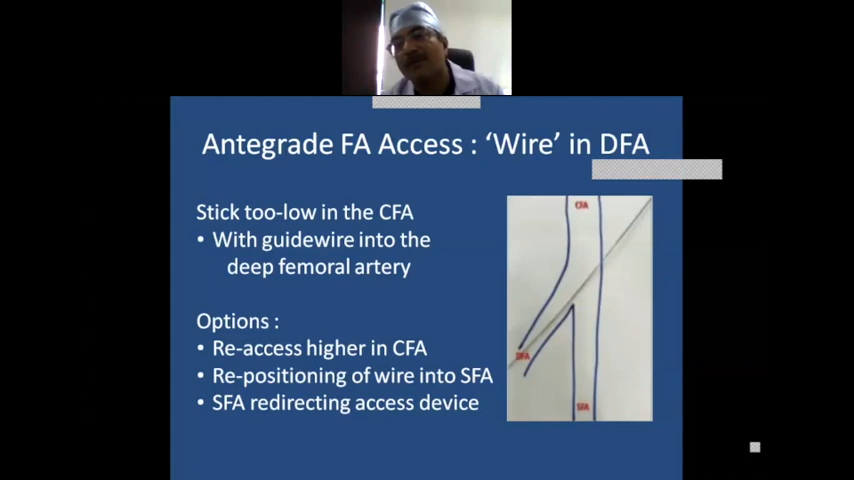 Antegrade FA Access : ‘Wire’ in DFA
Stick too-low in the CFA
• With guidewire into the
deep femoral artery
Options :
• Re-access higher in CFA
• Re-positioning of wire into SFA
• SFA redirecting access device
CFA
DFA
SFA